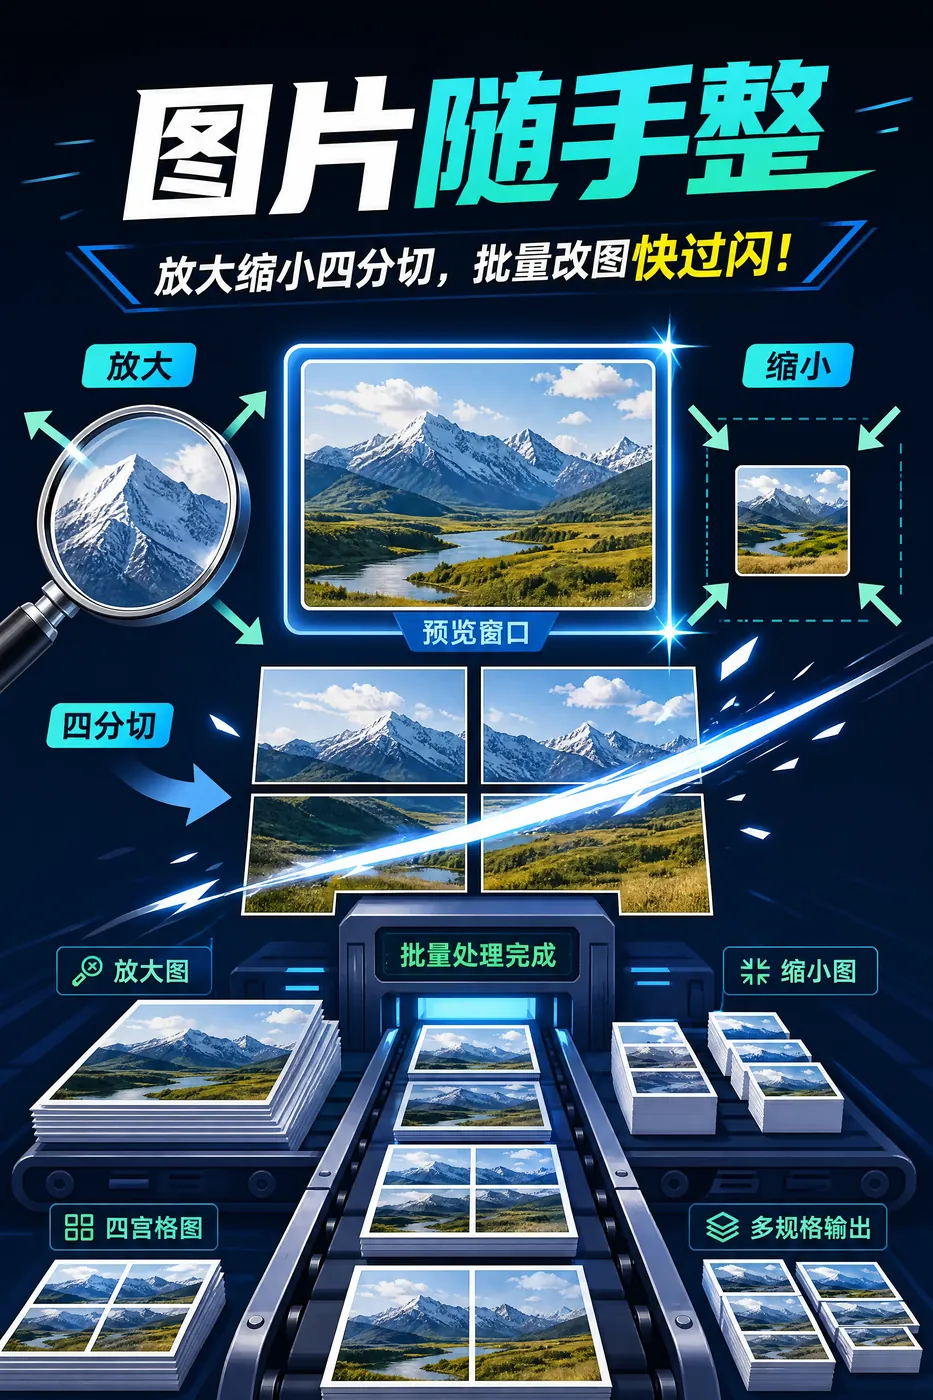 图片随手整
放大缩小四分切，批量改图快过闪！
放大
缩小
预览窗口
四分切
批量处理完成
放大图
缩小图
四宫格图
多规格输出